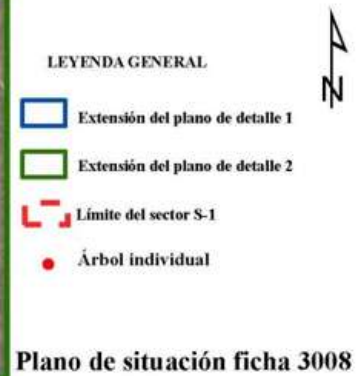 N
LEYENDA GENERAL
Extensión del plano de detalle 1
Extensión del plano de detalle 2
Límite del sector S-1
Árbol individual
Plano de situación ficha 3008